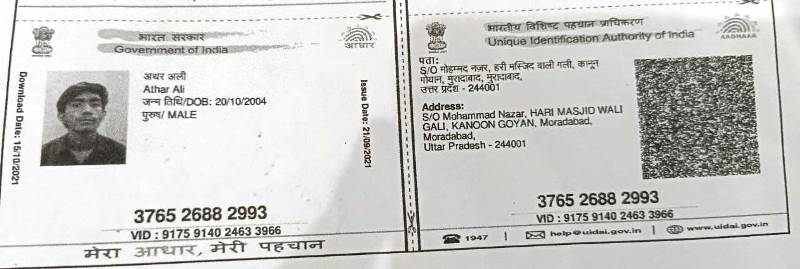 भारत सरकार
Government of India
आधार
Download Date: 15/10/2021
अथर अली
Athar Ali
जन्म तिथि/DOB: 20/10/2004
पुरुष/ MALE
Issue Date: 21/09/2021
3765 2688 2993
VID : 9175 9140 2463 3966
मेरा आधार, मेरी पहचान
भारतीय विशिष्ट पहचान प्राधिकरण
Unique Identification Authority of India
AADHAAR
पता:
S/O मोहम्मद नज़र, हरी मस्जिद वाली गली, कानून
गोयान, मुरादाबाद, मुरादाबाद,
उत्तर प्रदेश - 244001
Address:
S/O Mohammad Nazar, HARI MASJID WALI
GALI, KANOON GOYAN, Moradabad,
Moradabad,
Uttar Pradesh - 244001
3765 2688 2993
VID : 9175 9140 2463 3966
1947 | help@uidai.gov.in | www.uidai.gov.in